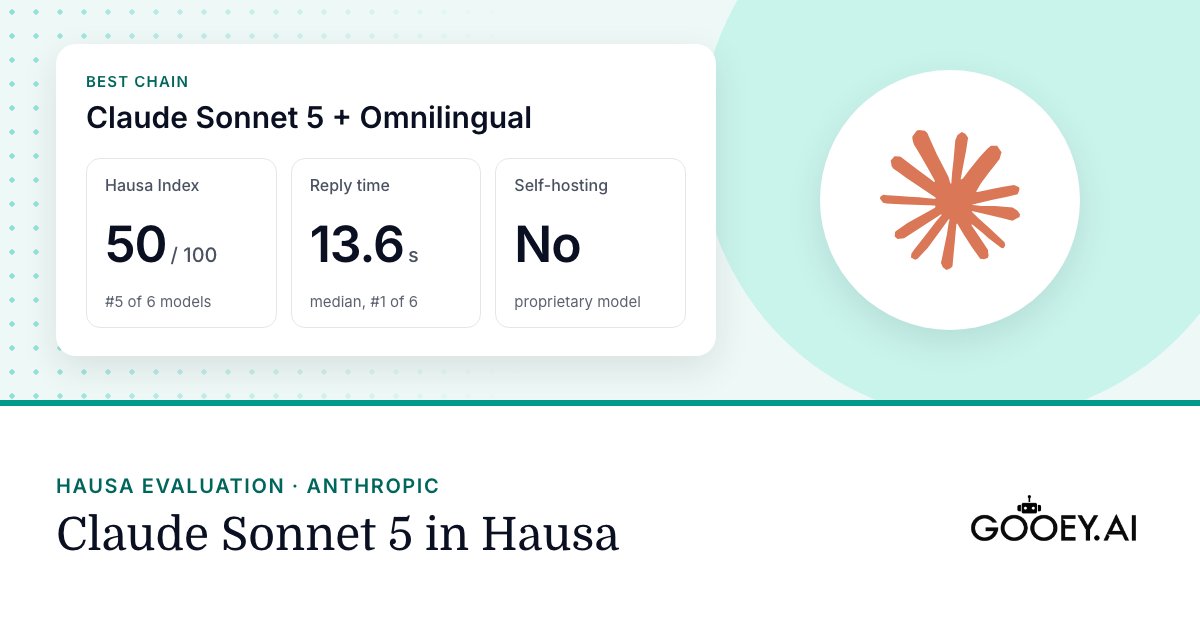 BEST CHAIN
Claude Sonnet 5 + Omnilingual
Hausa Index
50 / 100
#5 of 6 models
Reply time
13.6 s
median, #1 of 6
Self-hosting
No
proprietary model
HAUSA EVALUATION · ANTHROPIC
Claude Sonnet 5 in Hausa
GOOEY.AI